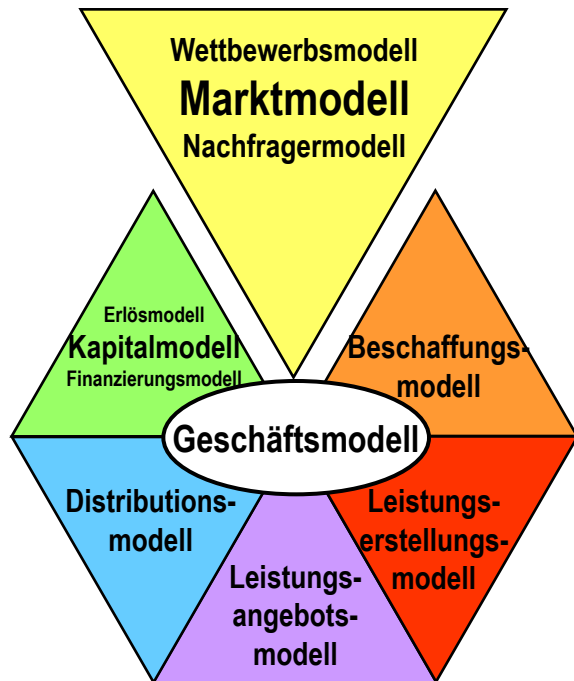 Wettbewerbsmodell
Marktmodell
Nachfragermodell
Erlösmodell
Kapitalmodell
Finanzierungsmodell
Beschaffungs-
modell
Geschäftsmodell
Distributions-
modell
Leistungs-
angebots-
modell
Leistungs-
erstellungs-
modell